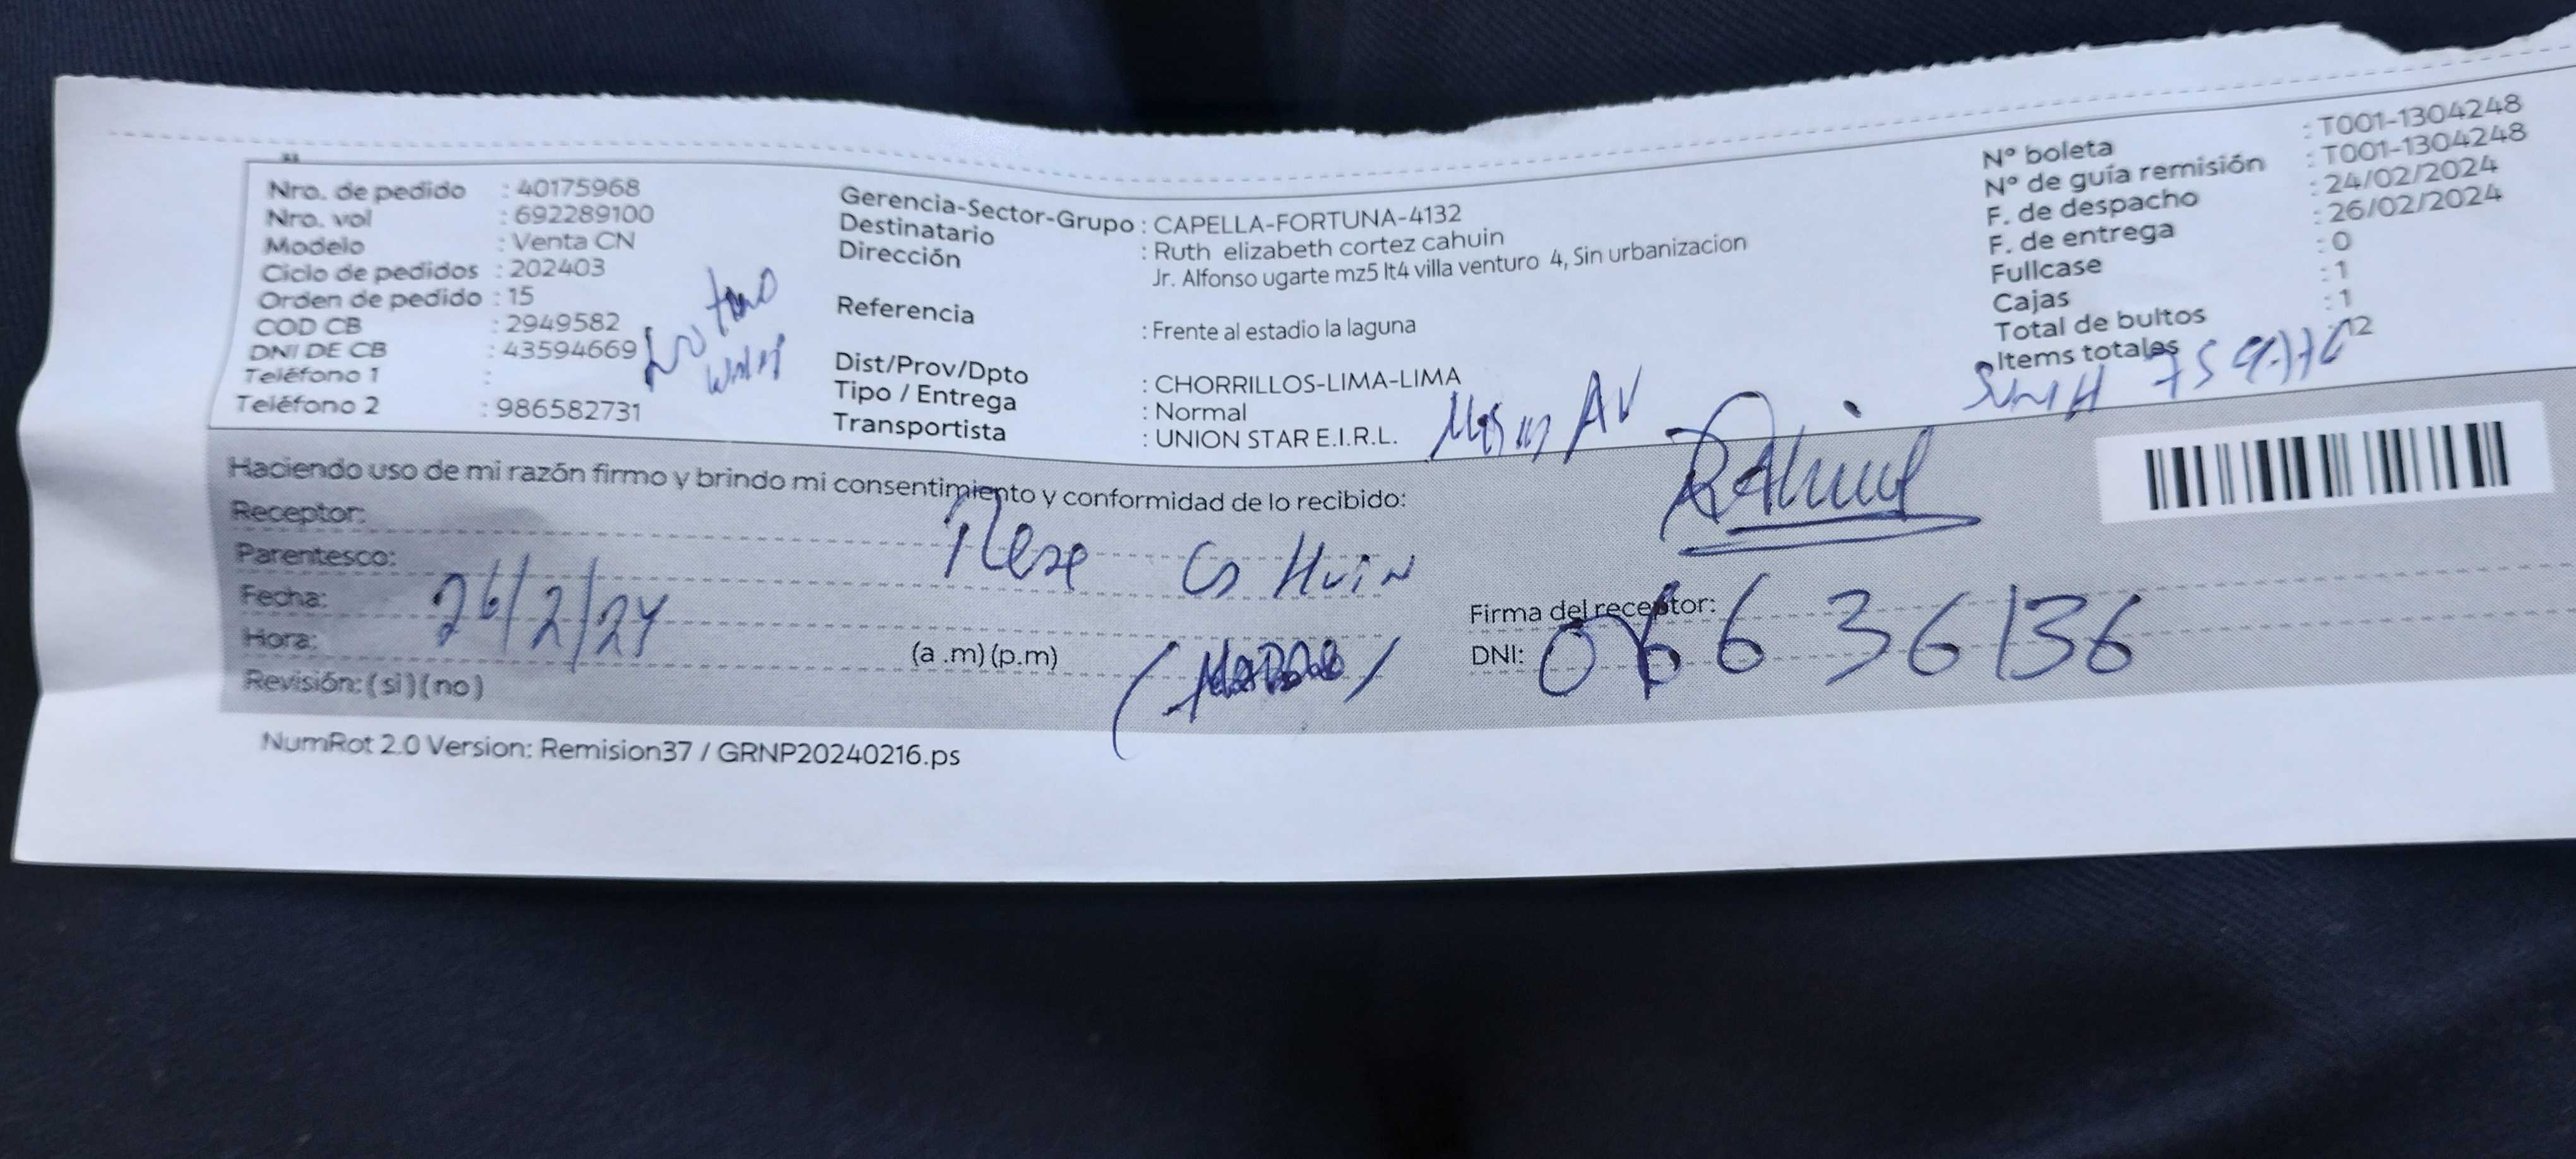 Nro. de pedido : 40175968
Nro. vol : 692289100
Modelo : Venta CN
Ciclo de pedidos : 202403
Orden de pedido : 15
COD CB : 2949582
DNI DE CB : 43594669
Teléfono 1 :
Teléfono 2 : 986582731
Gerencia-Sector-Grupo : CAPELLA-FORTUNA-4132
Destinatario : Ruth elizabeth cortez cahuin
Dirección : Jr. Alfonso ugarte mz5 lt4 villa venturo 4, Sin urbanizacion
Referencia : Frente al estadio la laguna
Dist/Prov/Dpto : CHORRILLOS-LIMA-LIMA
Tipo / Entrega : Normal
Transportista : UNION STAR E.I.R.L.
Nº boleta : T001-1304248
Nº de guía remisión : T001-1304248
F. de despacho : 24/02/2024
F. de entrega : 26/02/2024
Fullcase : 0
Cajas : 1
Total de bultos : 1
Items totales : 12
Haciendo uso de mi razón firmo y brindo mi consentimiento y conformidad de lo recibido:
Receptor:
Parentesco:
Fecha: 26/2/24
Hora: (a .m) (p.m)
Revisión: (si) (no)
Firma del receptor:
DNI: 06636136
NumRot 2.0 Version: Remision37 / GRNP20240216.ps